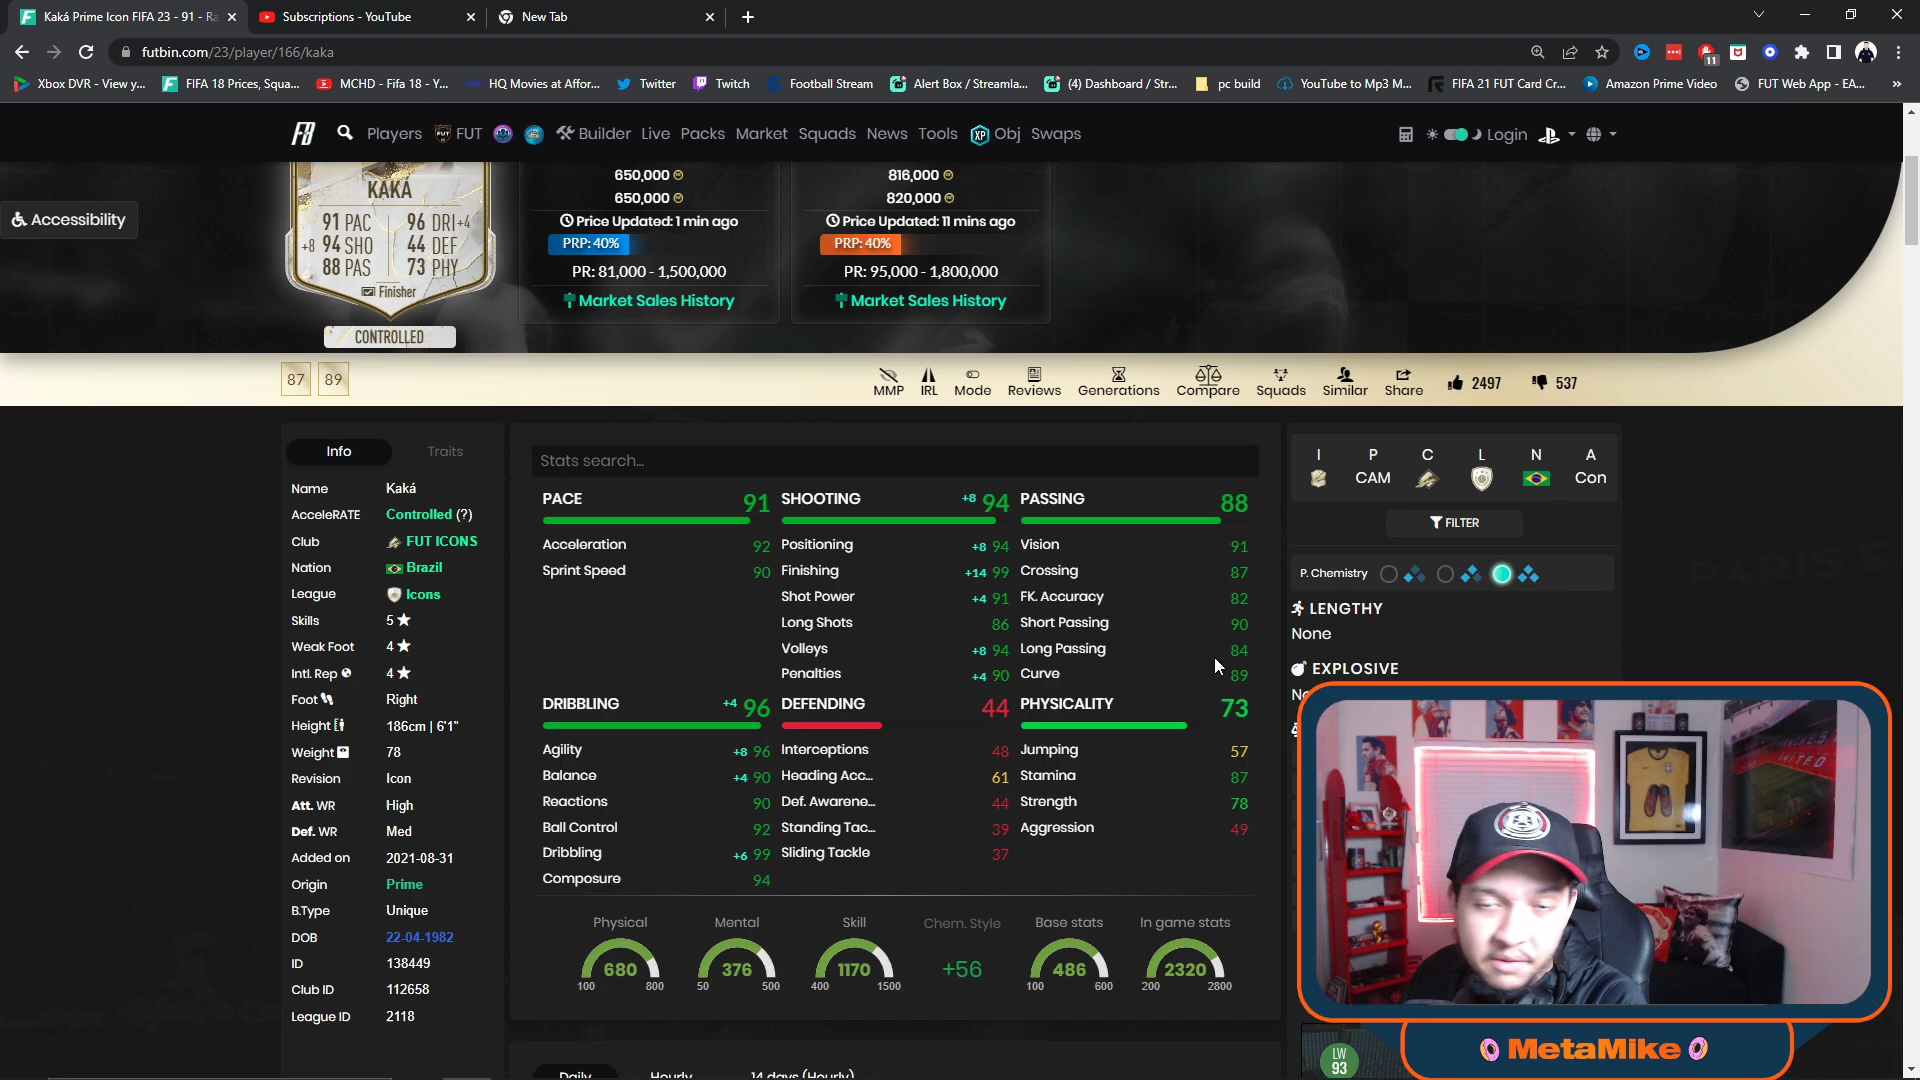 Kaká Prime Icon FIFA 23 - 91 - Ra
Subscriptions - YouTube
New Tab
futbin.com/23/player/166/kaka
11
Xbox DVR - View y...
FIFA 18 Prices, Squa...
MCHD - Fifa 18 - Y...
HQ Movies at Affor...
Twitter
Twitch
Football Stream
Alert Box / Streamla...
(4) Dashboard / Str...
pc build
YouTube to Mp3 M...
FIFA 21 FUT Card Cr...
Amazon Prime Video
FUT Web App - EA...
»
Players FUT Builder Live Packs Market Squads News Tools XP Obj Swaps
Login
Accessibility
KAKÁ
91 PAC 96 DRI +4
+8 94 SHO 44 DEF
88 PAS 73 PHY
Finisher
CONTROLLED
650,000
650,000
Price Updated: 1 min ago
PRP: 40%
PR: 81,000 - 1,500,000
Market Sales History
816,000
820,000
Price Updated: 11 mins ago
PRP: 40%
PR: 95,000 - 1,800,000
Market Sales History
87 89
MMP IRL Mode Reviews Generations Compare Squads Similar Share 2497 537
Info Traits
Name Kaká
AcceleRATE Controlled (?)
Club FUT ICONS
Nation Brazil
League Icons
Skills 5
Weak Foot 4
Intl. Rep 4
Foot Right
Height 186cm | 6'1"
Weight 78
Revision Icon
Att. WR High
Def. WR Med
Added on 2021-08-31
Origin Prime
B.Type Unique
DOB 22-04-1982
ID 138449
Club ID 112658
League ID 2118
Stats search...
PACE 91
Acceleration 92
Sprint Speed 90
SHOOTING +8 94
Positioning +8 94
Finishing +14 99
Shot Power +4 91
Long Shots 86
Volleys +8 94
Penalties +4 90
PASSING 88
Vision 91
Crossing 87
FK. Accuracy 82
Short Passing 90
Long Passing 84
Curve 89
DRIBBLING +4 96
Agility +8 96
Balance +4 90
Reactions 90
Ball Control 92
Dribbling +6 99
Composure 94
DEFENDING 44
Interceptions 48
Heading Acc... 61
Def. Awarene... 44
Standing Tac... 39
Sliding Tackle 37
PHYSICALITY 73
Jumping 57
Stamina 87
Strength 78
Aggression 49
Physical Mental Skill Chem. Style Base stats In game stats
680 376 1170 +56 486 2320
100 800 50 500 400 1500 100 600 200 2800
Daily Hourly 14 days (Hourly)
I P C L N A
CAM Con
FILTER
P. Chemistry
LENGTHY
None
EXPLOSIVE
LW
93
MetaMike